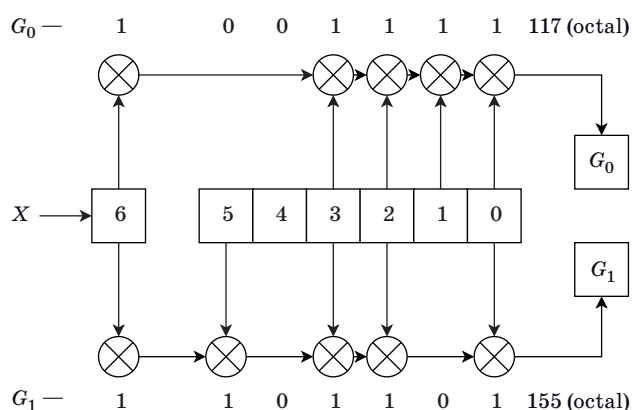 G₀ — 1 0 0 1 1 1 1 117 (octal)
G₀
X 6 5 4 3 2 1 0
G₁
G₁ — 1 1 0 1 1 0 1 155 (octal)